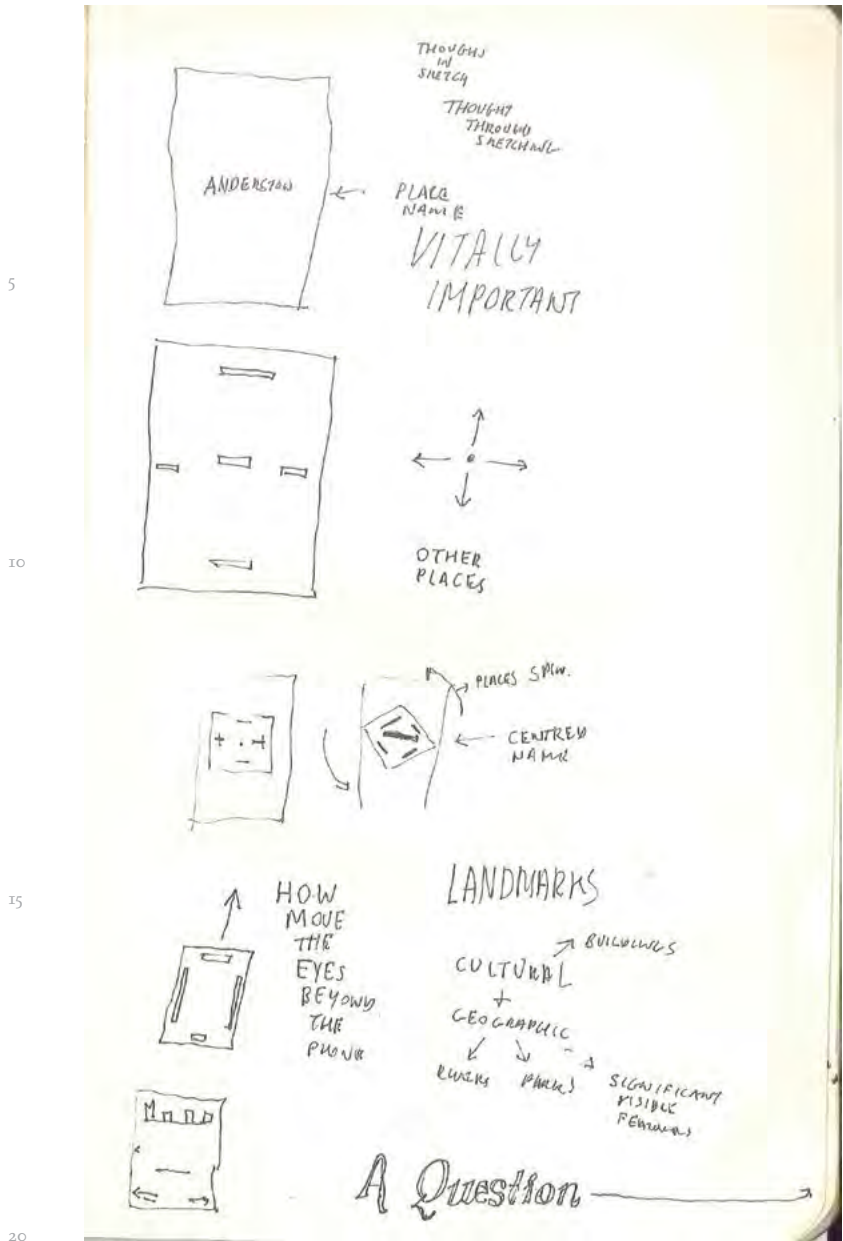 THOUGHS
IN
SKETCH
THOUGHT
THROUGH
SKETCHING
ANDERSTON
PLACE
NAME
VITALLY
IMPORTANT
5
OTHER
PLACES
10
PLACES SPIN.
CENTRED
NAME
15
HOW
MOVE
THE
EYES
BEYOND
THE
PHONE
LANDMARKS
BUILDINGS
CULTURAL
+
GEOGRAPHIC
RIVERS PARKS
SIGNIFICANT
VISIBLE
FEATURES
A Question
20